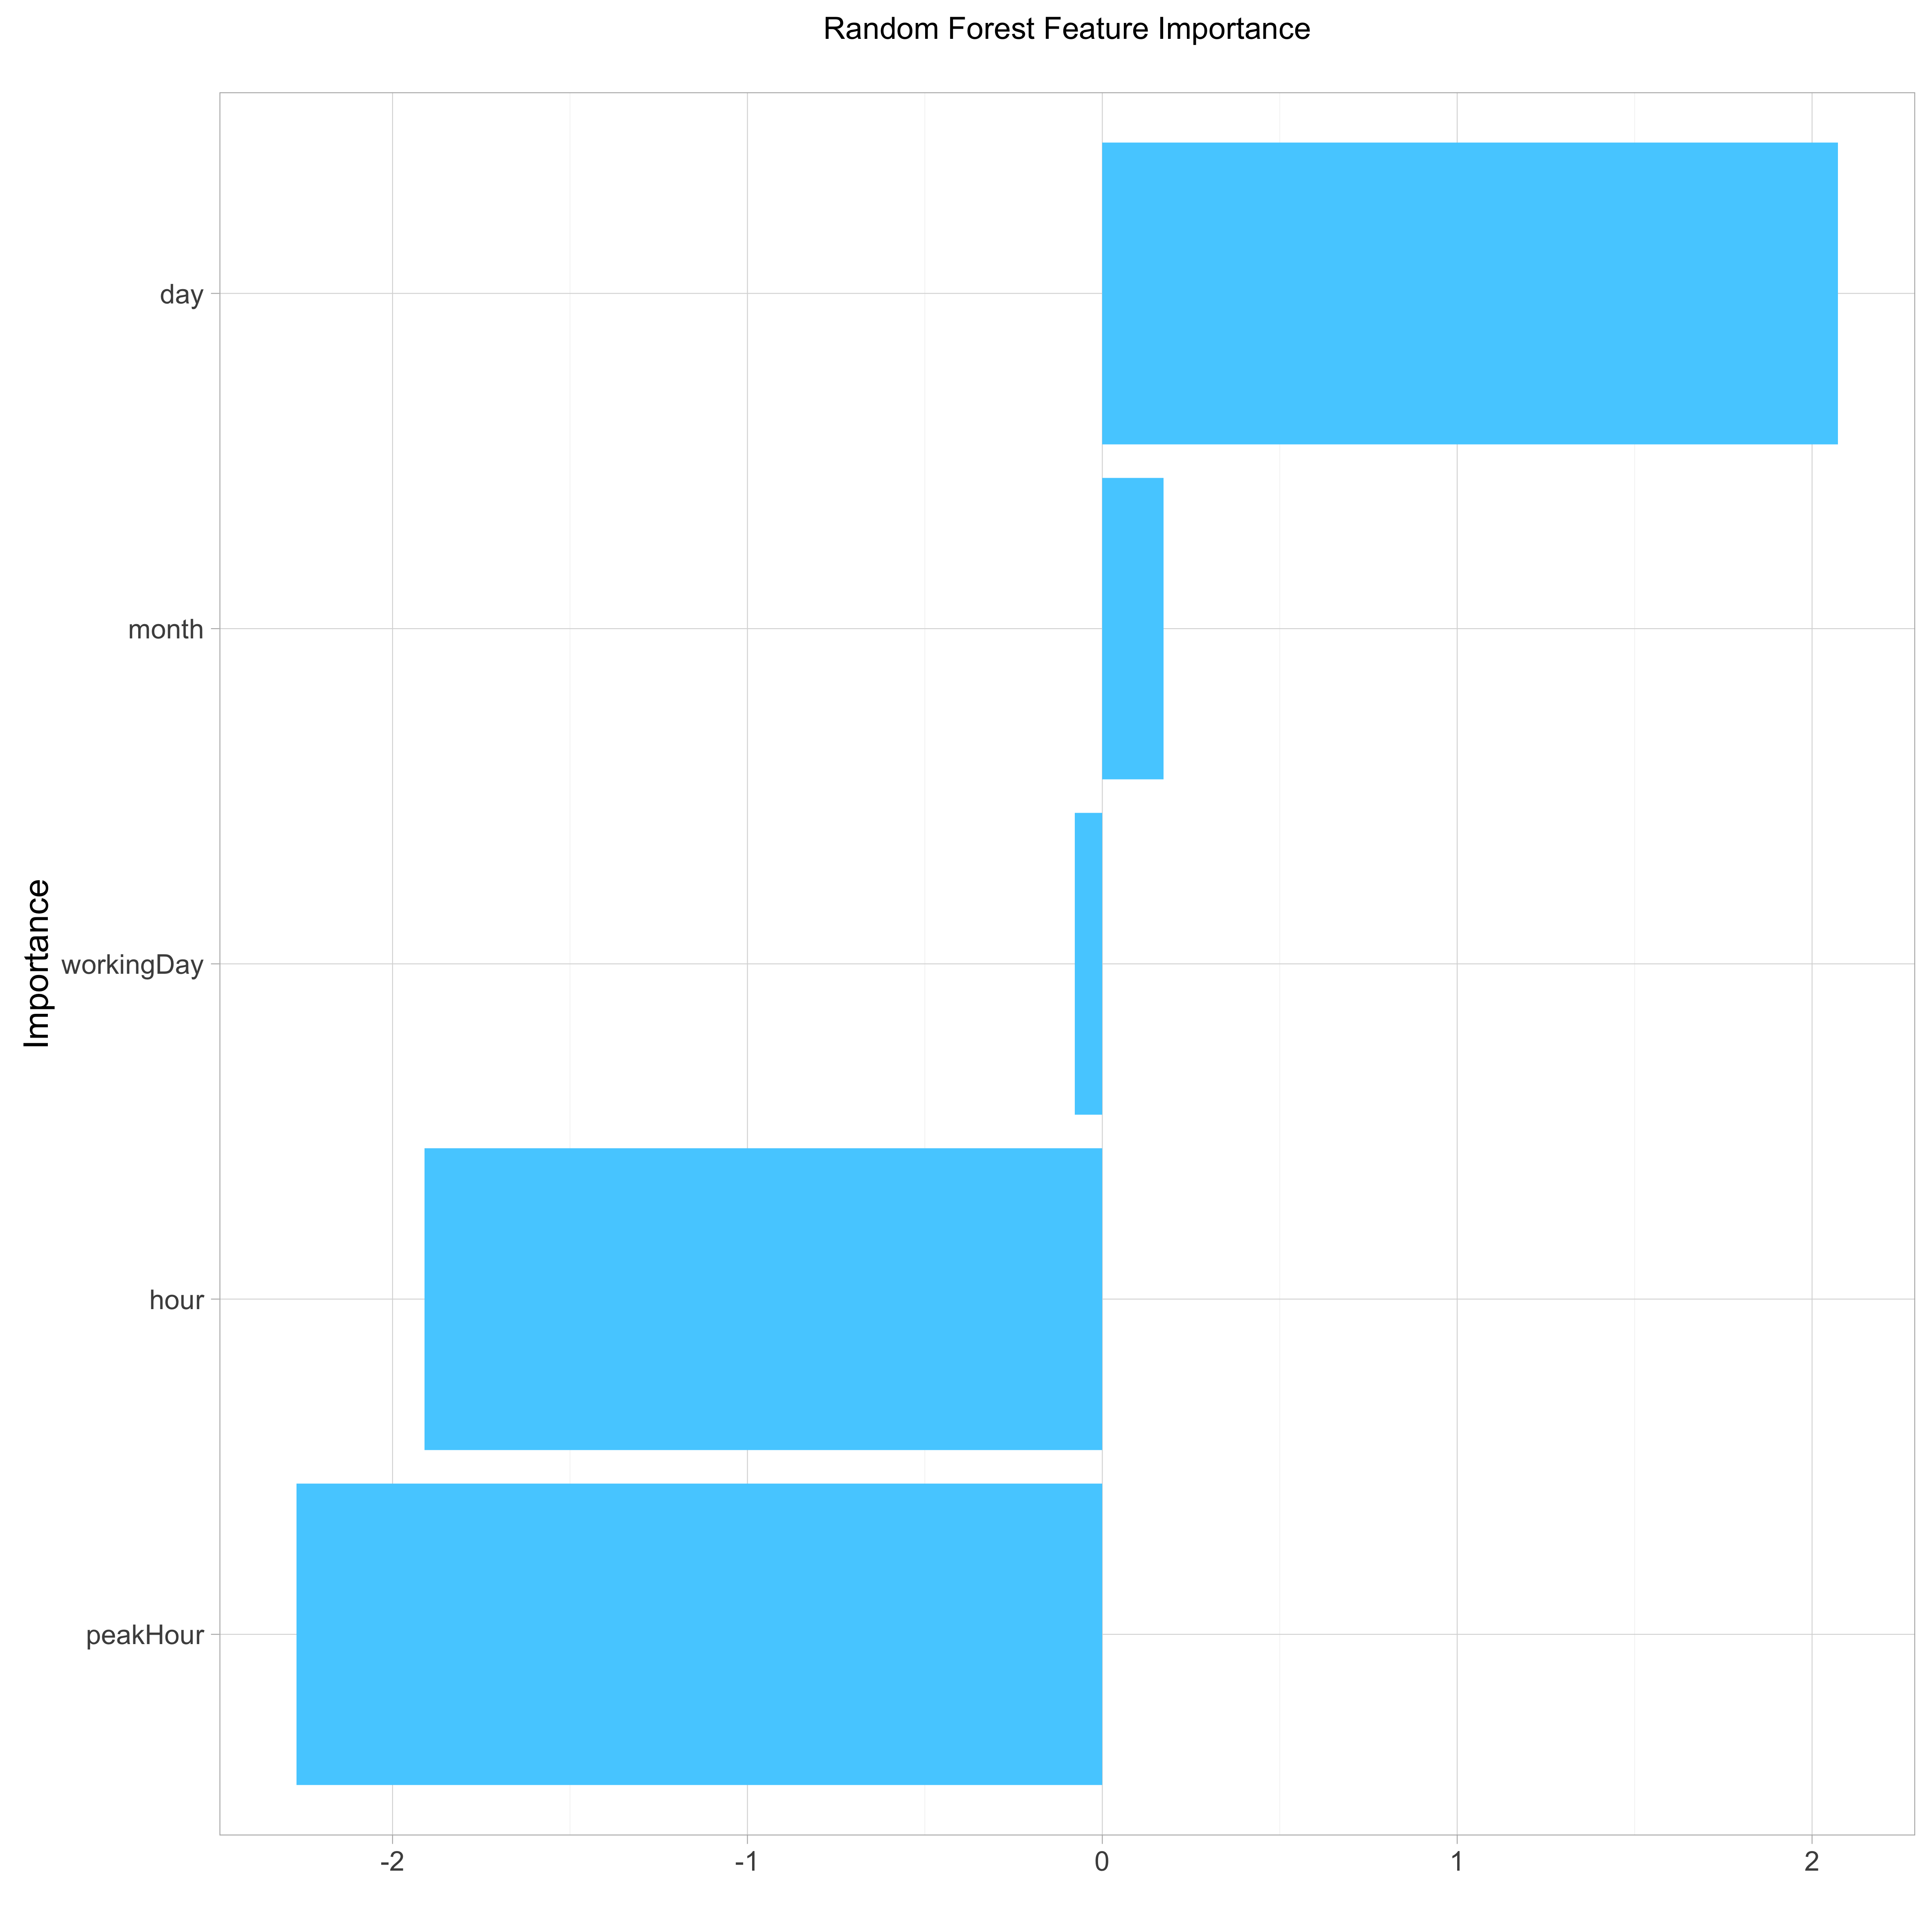 Random Forest Feature Importance
Importance
day
month
workingDay
hour
peakHour
-2 -1 0 1 2